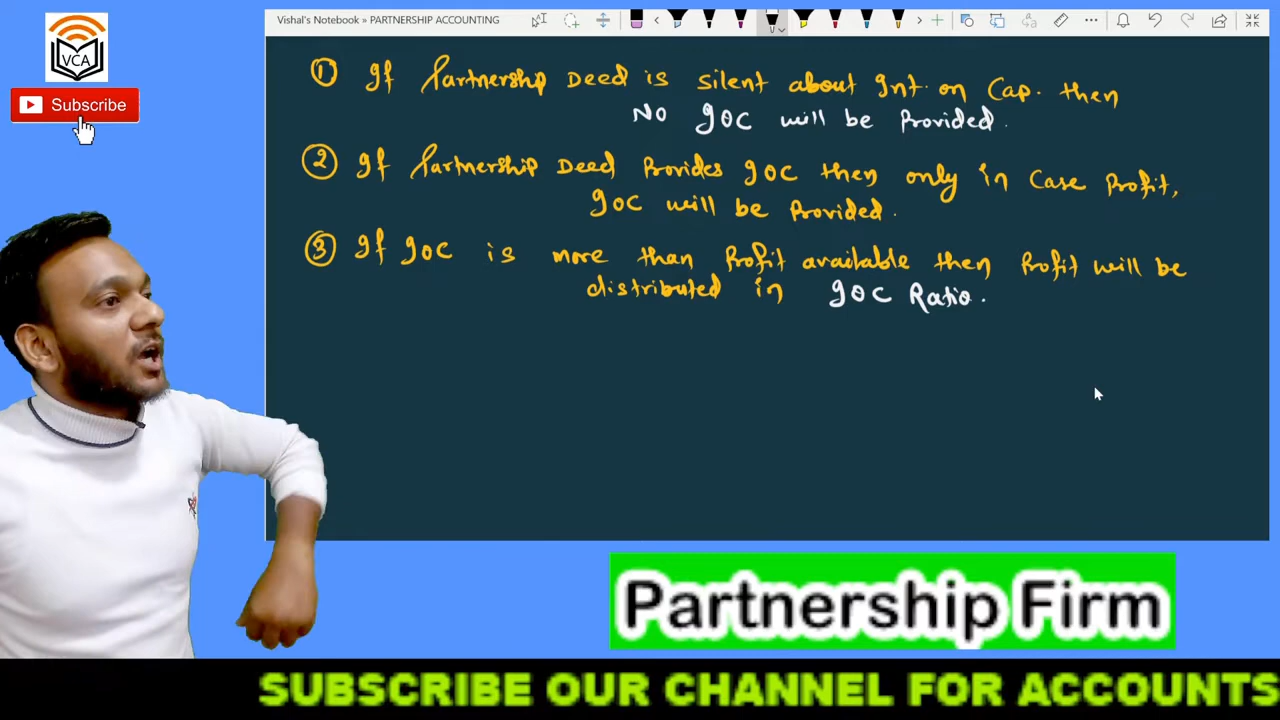 Vishal's Notebook » PARTNERSHIP ACCOUNTING
VCA
Subscribe
① If Partnership Deed is silent about Int. on Cap. then
NO IOC will be Provided.
② If Partnership Deed Provides IOC then only in Case Profit,
IOC will be Provided.
③ If IOC is more than Profit available then Profit will be
distributed in IOC Ratio.
Partnership Firm
SUBSCRIBE OUR CHANNEL FOR ACCOUNTS